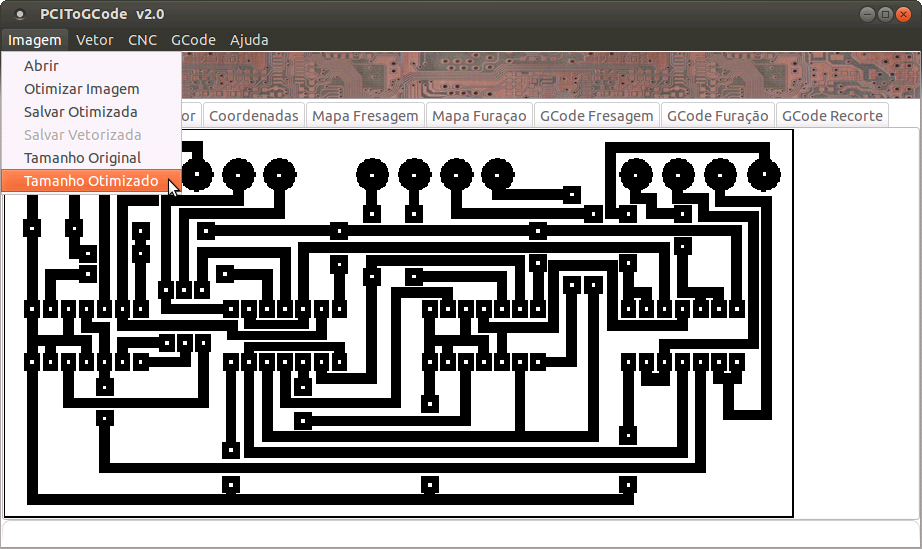 PCIToGCode v2.0
Imagem Vetor CNC GCode Ajuda
Abrir
Otimizar Imagem
Salvar Otimizada
Salvar Vetorizada
Tamanho Original
Tamanho Otimizado
or Coordenadas Mapa Fresagem Mapa Furaçao GCode Fresagem GCode Furação GCode Recorte